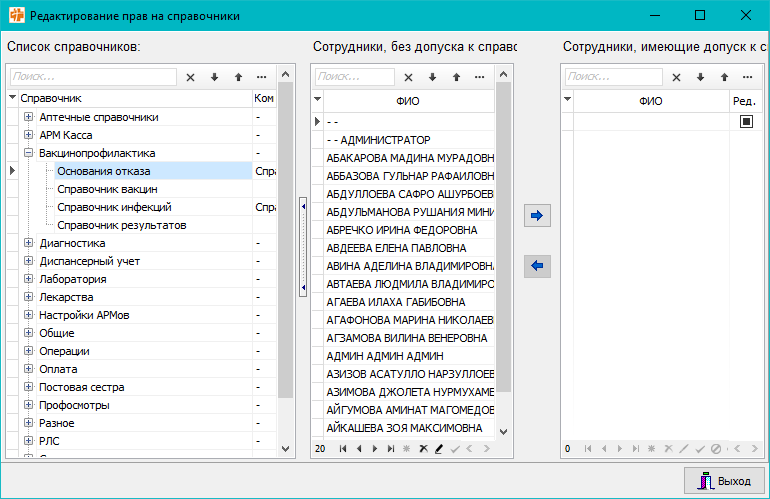 Редактирование прав на справочники
Список справочников:
Поиск...
Справочник Ком
Аптечные справочники -
АРМ Касса -
Вакцинопрофилактика -
Основания отказа Спра
Справочник вакцин
Справочник инфекций Спра
Справочник результатов
Диагностика -
Диспансерный учет -
Лаборатория -
Лекарства -
Настройки АРМов -
Общие -
Операции -
Оплата -
Постовая сестра -
Профосмотры -
Разное -
РЛС -
Сотрудники, без допуска к справо
Поиск...
ФИО
- -
- - АДМИНИСТРАТОР
АБАКАРОВА МАДИНА МУРАДОВН
АББАЗОВА ГУЛЬНАР РАФАИЛОВН
АБДУЛЛОЕВА САФРО АШУРБОЕВ
АБДУЛЬМАНОВА РУШАНИЯ МИНИ
АБРЕЧКО ИРИНА ФЕДОРОВНА
АВДЕЕВА ЕЛЕНА ПАВЛОВНА
АВИНА АДЕЛИНА ВЛАДИМИРОВНА
АВТАЕВА ЛЮДМИЛА ВЛАДИМИРО
АГАЕВА ИЛАХА ГАБИБОВНА
АГАФОНОВА МАРИНА НИКОЛАЕВ
АГЗАМОВА ВИЛИНА ВЕНЕРОВНА
АДМИН АДМИН АДМИН
АЗИЗОВ АСАТУЛЛО НАРЗУЛЛОЕВ
АЗИМОВА ДЖОЛЕТА НУРМУХАМЕ
АЙГУМОВА АМИНАТ МАГОМЕДОВ
АЙКАШЕВА ЗОЯ МАКСИМОВНА
20
Сотрудники, имеющие допуск к с
Поиск...
ФИО Ред.
0
Выход